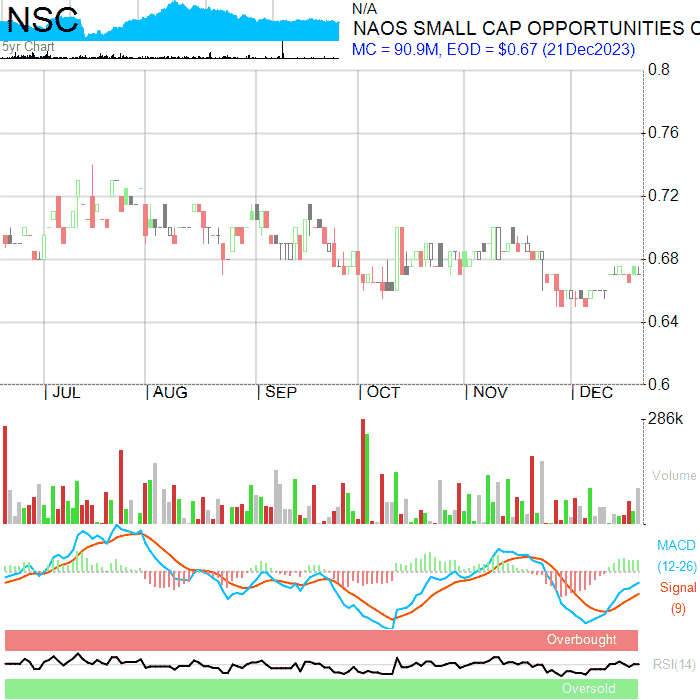 NSC
5yr Chart
N/A
NAOS SMALL CAP OPPORTUNITIES C
MC = 90.9M, EOD = $0.67 (21Dec2023)
0.8
0.76
0.72
0.68
0.64
0.6
JUL AUG SEP OCT NOV DEC
286k
Volume
MACD
(12-26)
Signal
(9)
Overbought
RSI(14)
Oversold